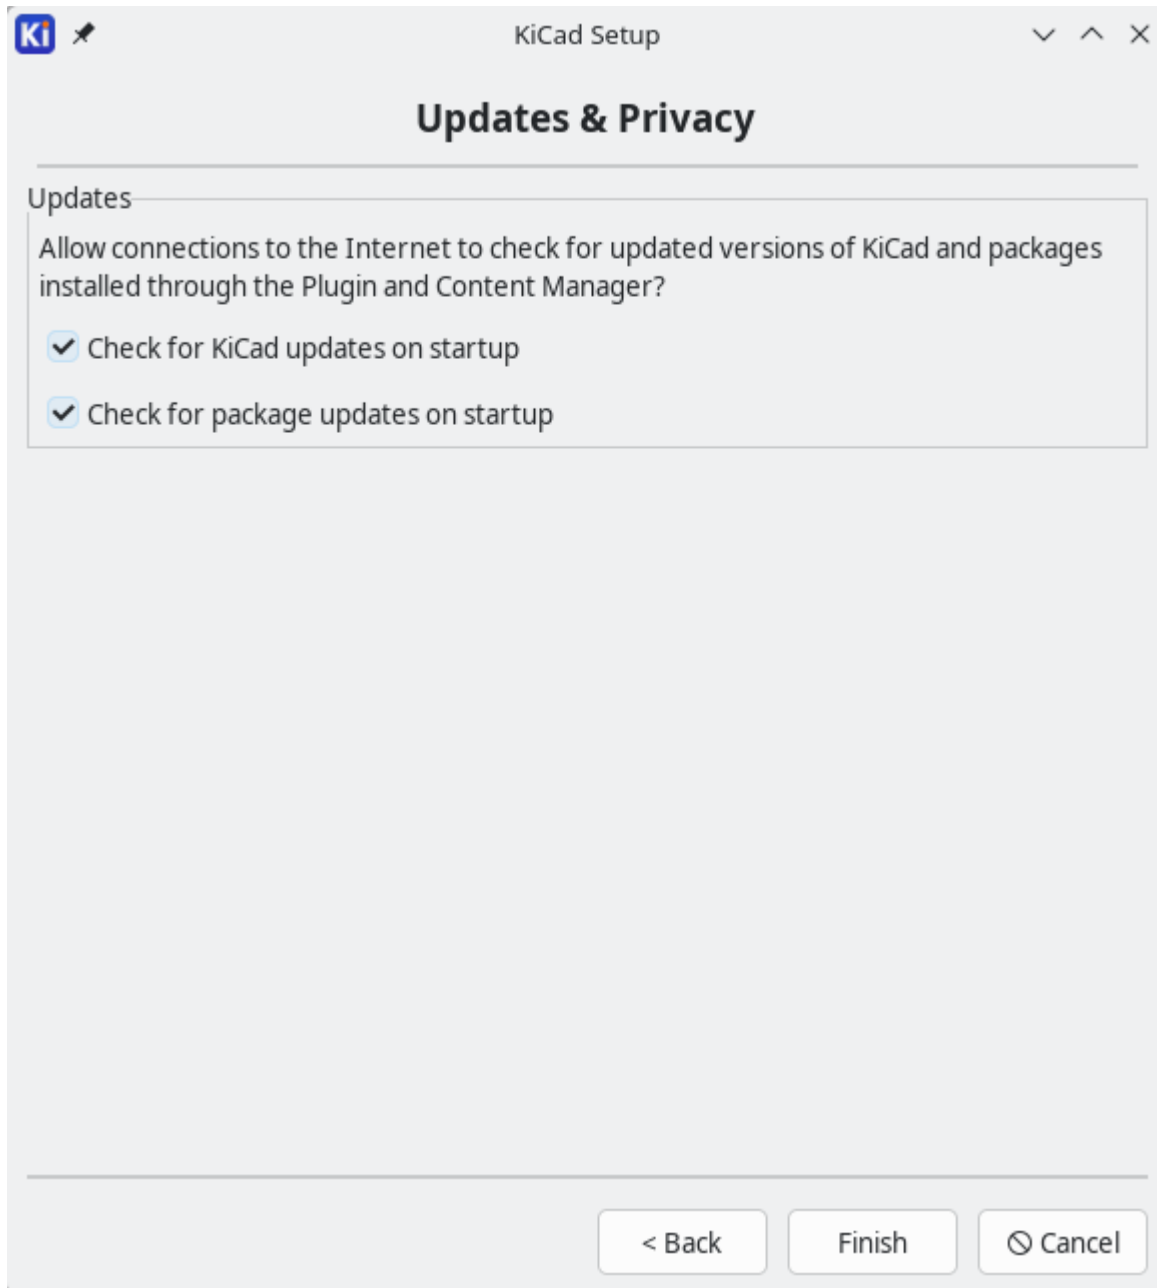 Ki
KiCad Setup
Updates & Privacy
Updates
Allow connections to the Internet to check for updated versions of KiCad and packages
installed through the Plugin and Content Manager?
Check for KiCad updates on startup
Check for package updates on startup
< Back
Finish
Cancel